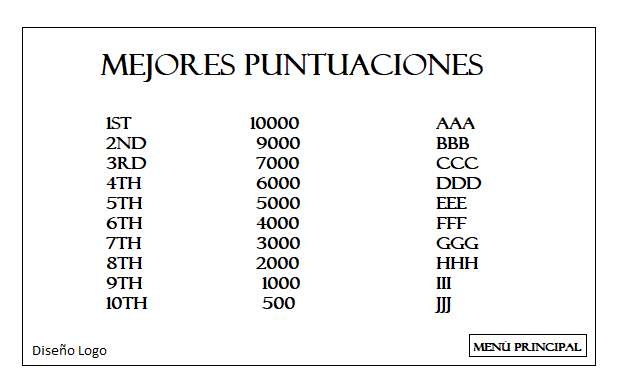 MEJORES PUNTUACIONES
1ST 10000 AAA
2ND 9000 BBB
3RD 7000 CCC
4TH 6000 DDD
5TH 5000 EEE
6TH 4000 FFF
7TH 3000 GGG
8TH 2000 HHH
9TH 1000 III
10TH 500 JJJ
Diseño Logo
MENÚ PRINCIPAL